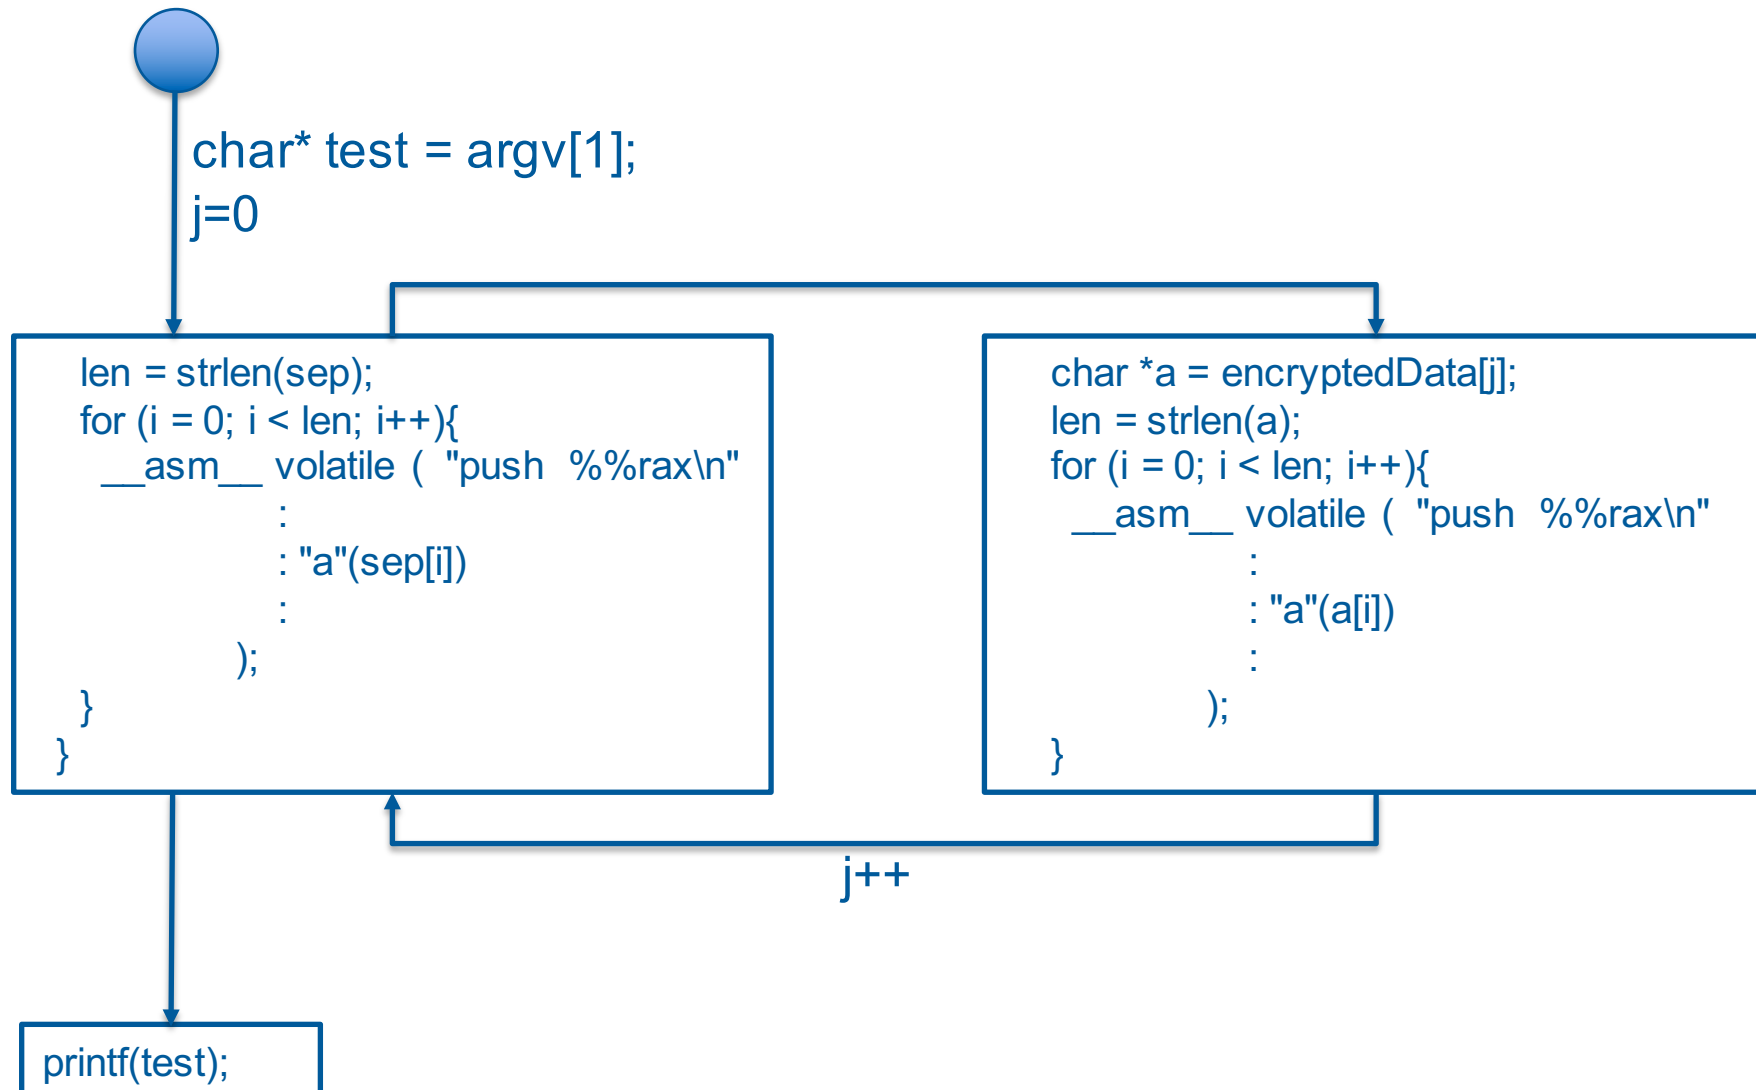 char* test = argv[1];
j=0
len = strlen(sep);
for (i = 0; i < len; i++){
__asm__ volatile ( "push %%rax\n"
:
: "a"(sep[i])
:
);
}
}
char *a = encryptedData[j];
len = strlen(a);
for (i = 0; i < len; i++){
__asm__ volatile ( "push %%rax\n"
:
: "a"(a[i])
:
);
}
j++
printf(test);